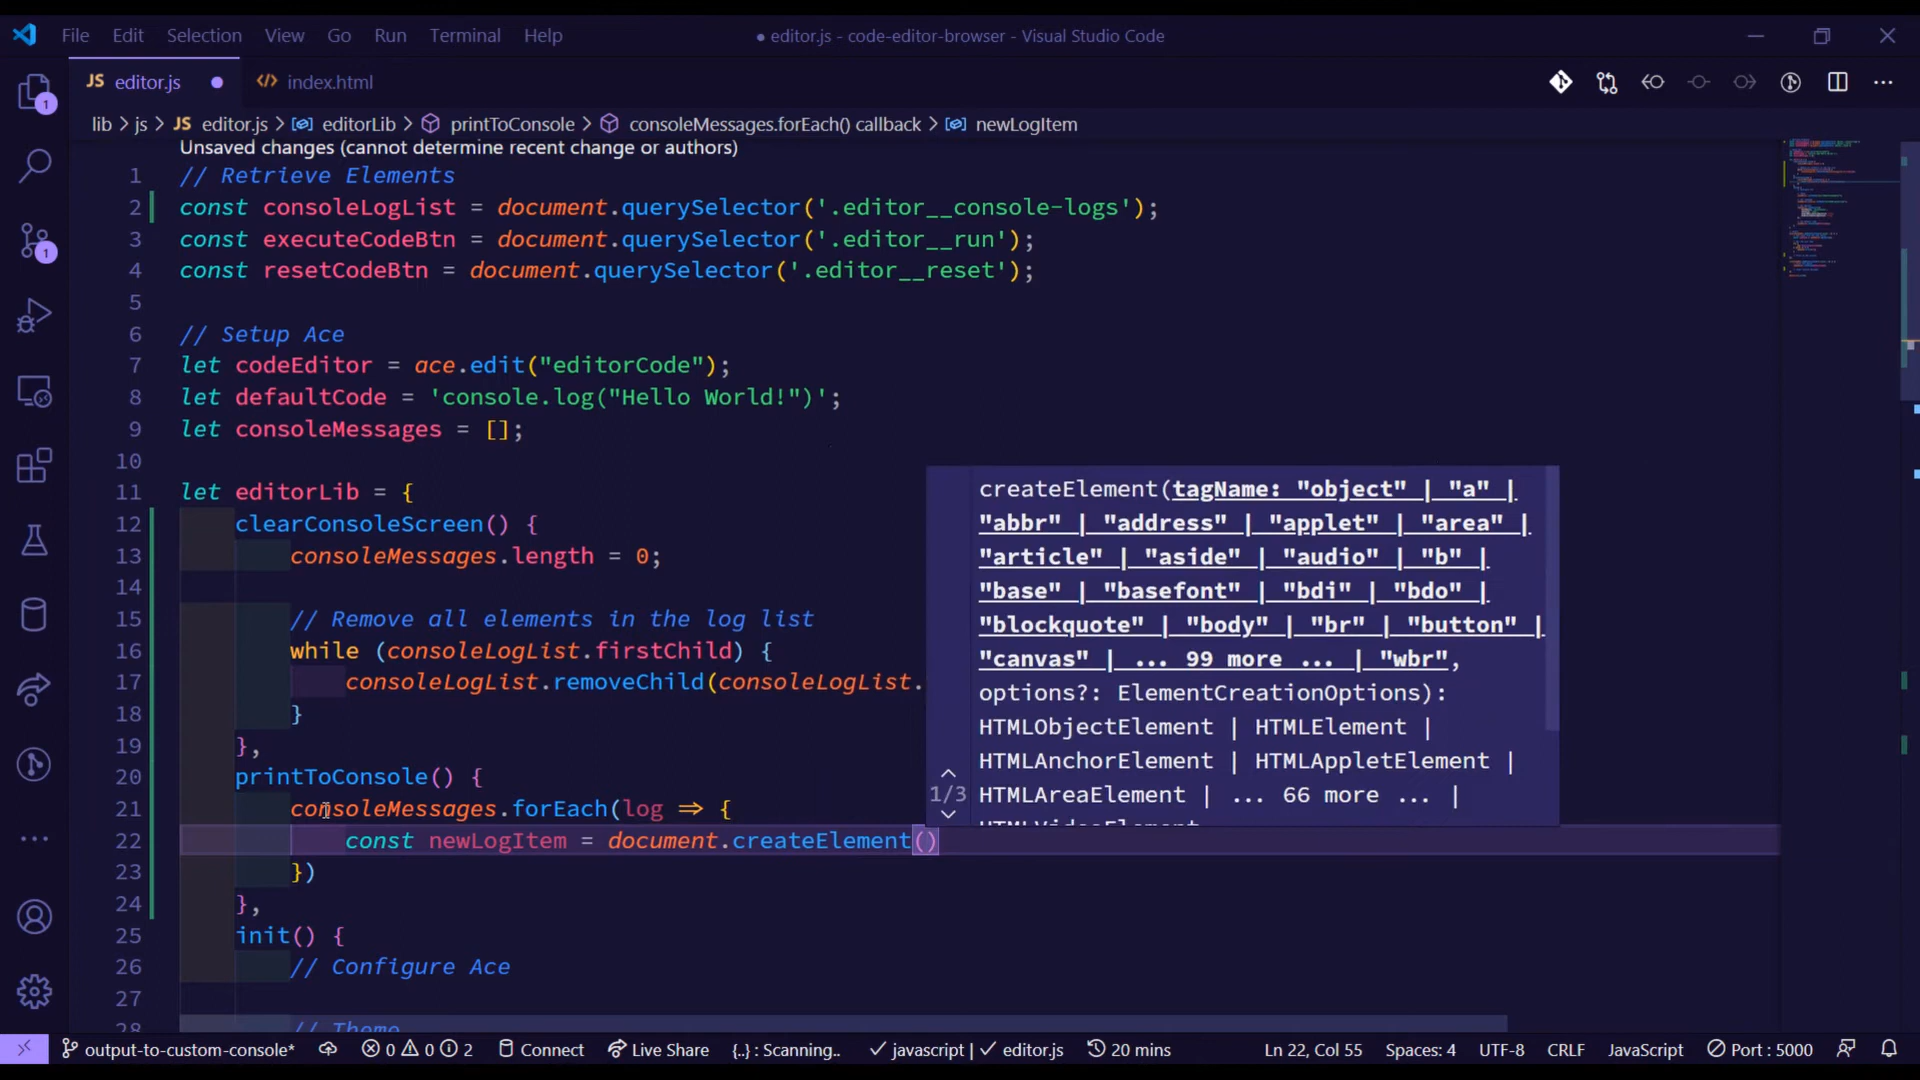 File Edit Selection View Go Run Terminal Help
● editor.js - code-editor-browser - Visual Studio Code
JS editor.js ●
</> index.html
lib > js > JS editor.js > editorLib > printToConsole > consoleMessages.forEach() callback > newLogItem
Unsaved changes (cannot determine recent change or authors)
1 // Retrieve Elements
2 const consoleLogList = document.querySelector('.editor__console-logs');
3 const executeCodeBtn = document.querySelector('.editor__run');
4 const resetCodeBtn = document.querySelector('.editor__reset');
5
6 // Setup Ace
7 let codeEditor = ace.edit("editorCode");
8 let defaultCode = 'console.log("Hello World!")';
9 let consoleMessages = [];
10
11 let editorLib = {
12 clearConsoleScreen() {
13 consoleMessages.length = 0;
14
15 // Remove all elements in the log list
16 while (consoleLogList.firstChild) {
17 consoleLogList.removeChild(consoleLogList.
18 }
19 },
20 printToConsole() {
21 consoleMessages.forEach(log => {
22 const newLogItem = document.createElement()
23 })
24 },
25 init() {
26 // Configure Ace
27
28 // Theme
createElement(tagName: "object" | "a" |
"abbr" | "address" | "applet" | "area" |
"article" | "aside" | "audio" | "b" |
"base" | "basefont" | "bdi" | "bdo" |
"blockquote" | "body" | "br" | "button" |
"canvas" | ... 99 more ... | "wbr",
options?: ElementCreationOptions):
HTMLObjectElement | HTMLElement |
HTMLAnchorElement | HTMLAppletElement |
HTMLAreaElement | ... 66 more ... |
HTMLVideoElement
1/3
1
1
output-to-custom-console* 0 0 2 Connect Live Share {..} : Scanning.. ✓ javascript | ✓ editor.js 20 mins Ln 22, Col 55 Spaces: 4 UTF-8 CRLF JavaScript Port : 5000